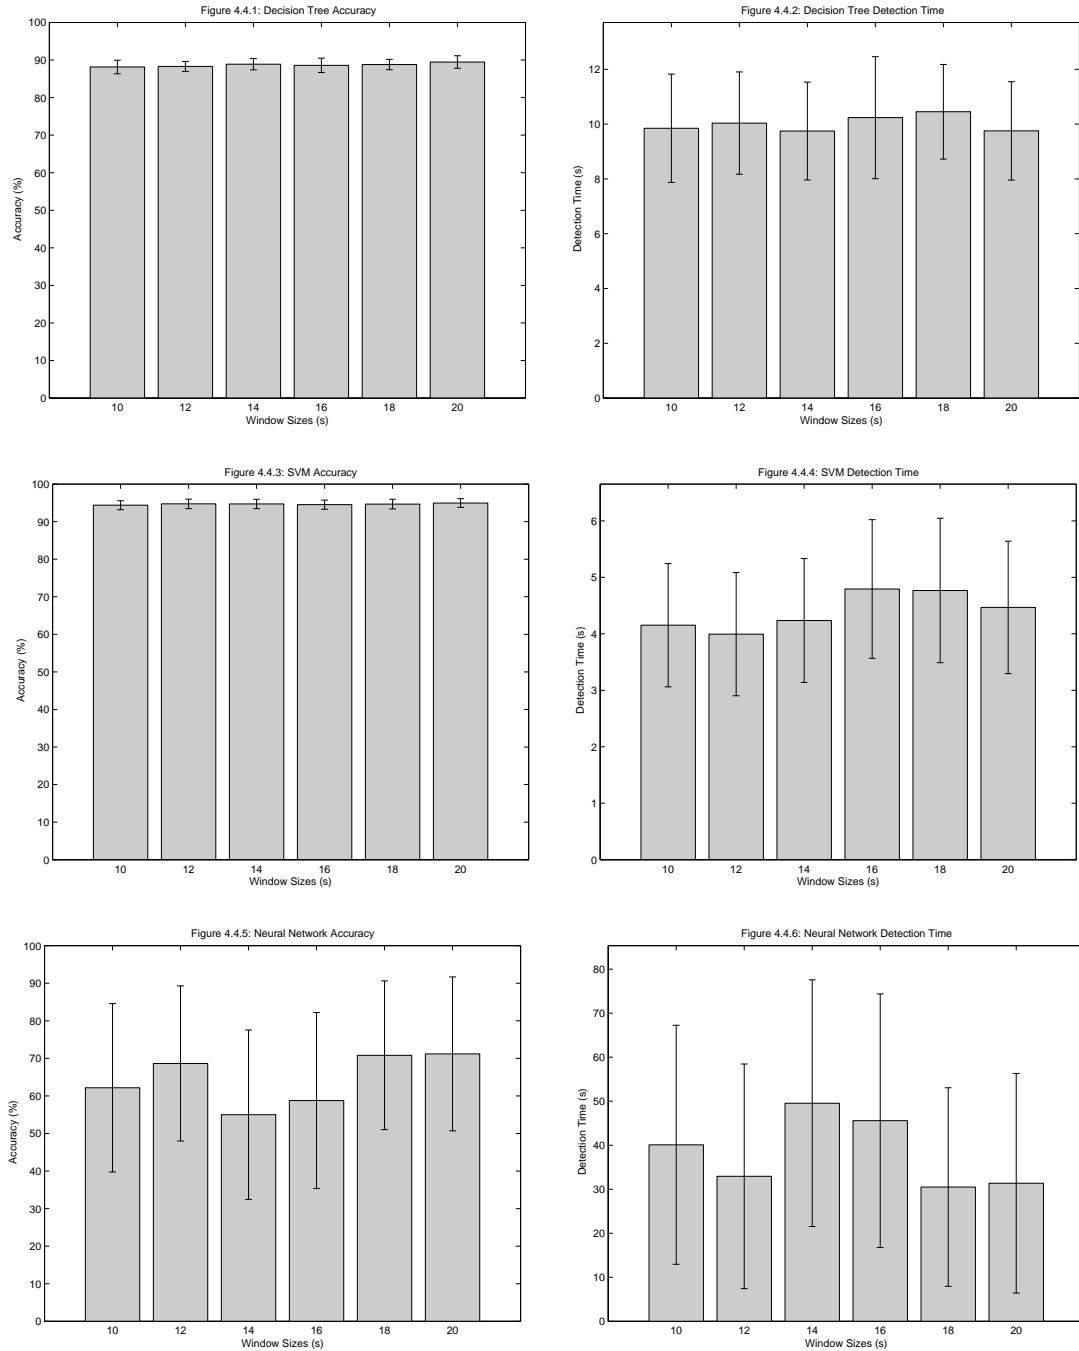 Figure 4.4.1: Decision Tree Accuracy
100
90
80
70
60
50
40
30
20
10
0
Accuracy (%)
10 12 14 16 18 20
Window Sizes (s)
Figure 4.4.2: Decision Tree Detection Time
12
10
8
6
4
2
0
Detection Time (s)
10 12 14 16 18 20
Window Sizes (s)
Figure 4.4.3: SVM Accuracy
100
90
80
70
60
50
40
30
20
10
0
Accuracy (%)
10 12 14 16 18 20
Window Sizes (s)
Figure 4.4.4: SVM Detection Time
6
5
4
3
2
1
0
Detection Time (s)
10 12 14 16 18 20
Window Sizes (s)
Figure 4.4.5: Neural Network Accuracy
100
90
80
70
60
50
40
30
20
10
0
Accuracy (%)
10 12 14 16 18 20
Window Sizes (s)
Figure 4.4.6: Neural Network Detection Time
80
70
60
50
40
30
20
10
0
Detection Time (s)
10 12 14 16 18 20
Window Sizes (s)